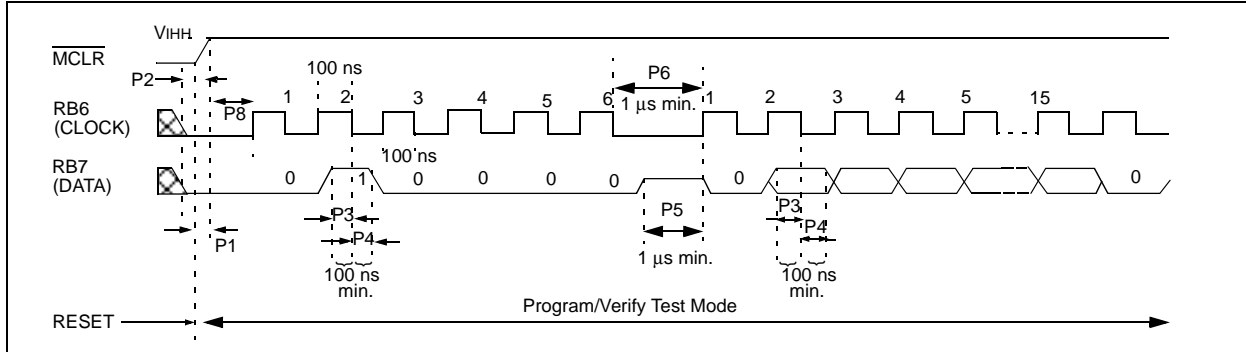 VIHH
MCLR
P2
100 ns
P6
1 2 3 4 5 6 1 μs min. 1 2 3 4 5 15
RB6
(CLOCK)
P8
100 ns
RB7
(DATA)
0 1 0 0 0 0 0 0
P3
P4
P5
P3
P4
P1
100 ns
min.
1 μs min.
100 ns
min.
Program/Verify Test Mode
RESET